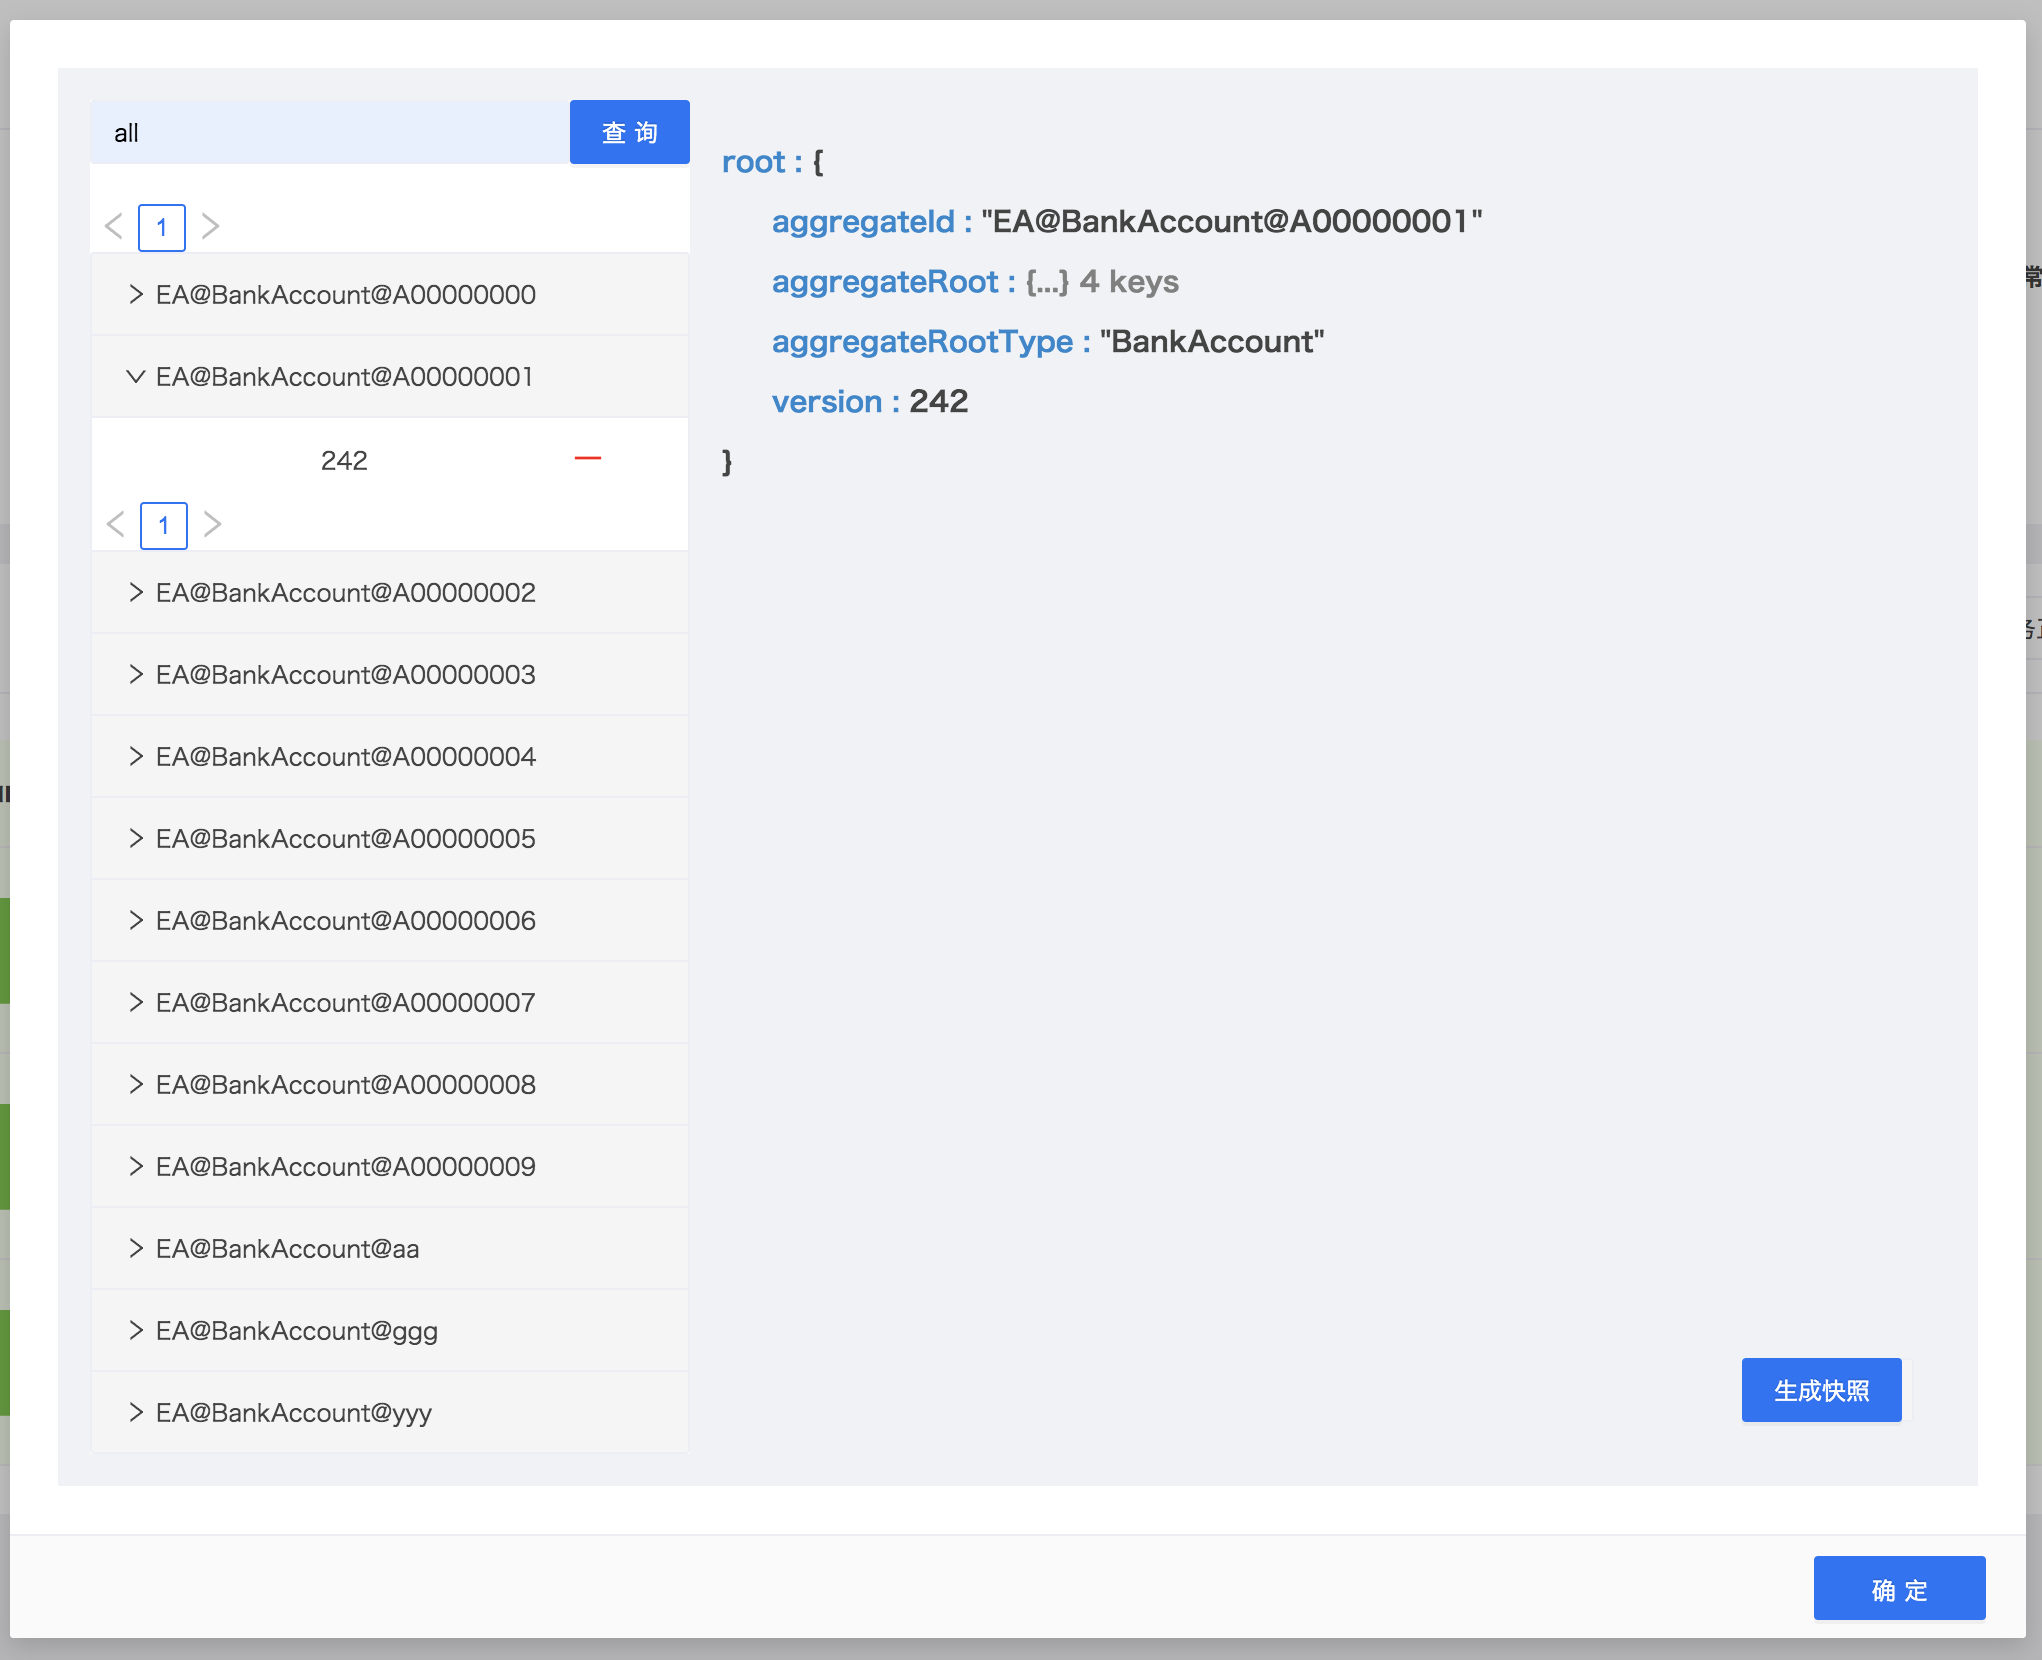 all
查 询
1
EA@BankAccount@A00000000
EA@BankAccount@A00000001
242
1
EA@BankAccount@A00000002
EA@BankAccount@A00000003
EA@BankAccount@A00000004
EA@BankAccount@A00000005
EA@BankAccount@A00000006
EA@BankAccount@A00000007
EA@BankAccount@A00000008
EA@BankAccount@A00000009
EA@BankAccount@aa
EA@BankAccount@ggg
EA@BankAccount@yyy
root : {
aggregateId : "EA@BankAccount@A00000001"
aggregateRoot : {...} 4 keys
aggregateRootType : "BankAccount"
version : 242
}
生成快照
确 定
常